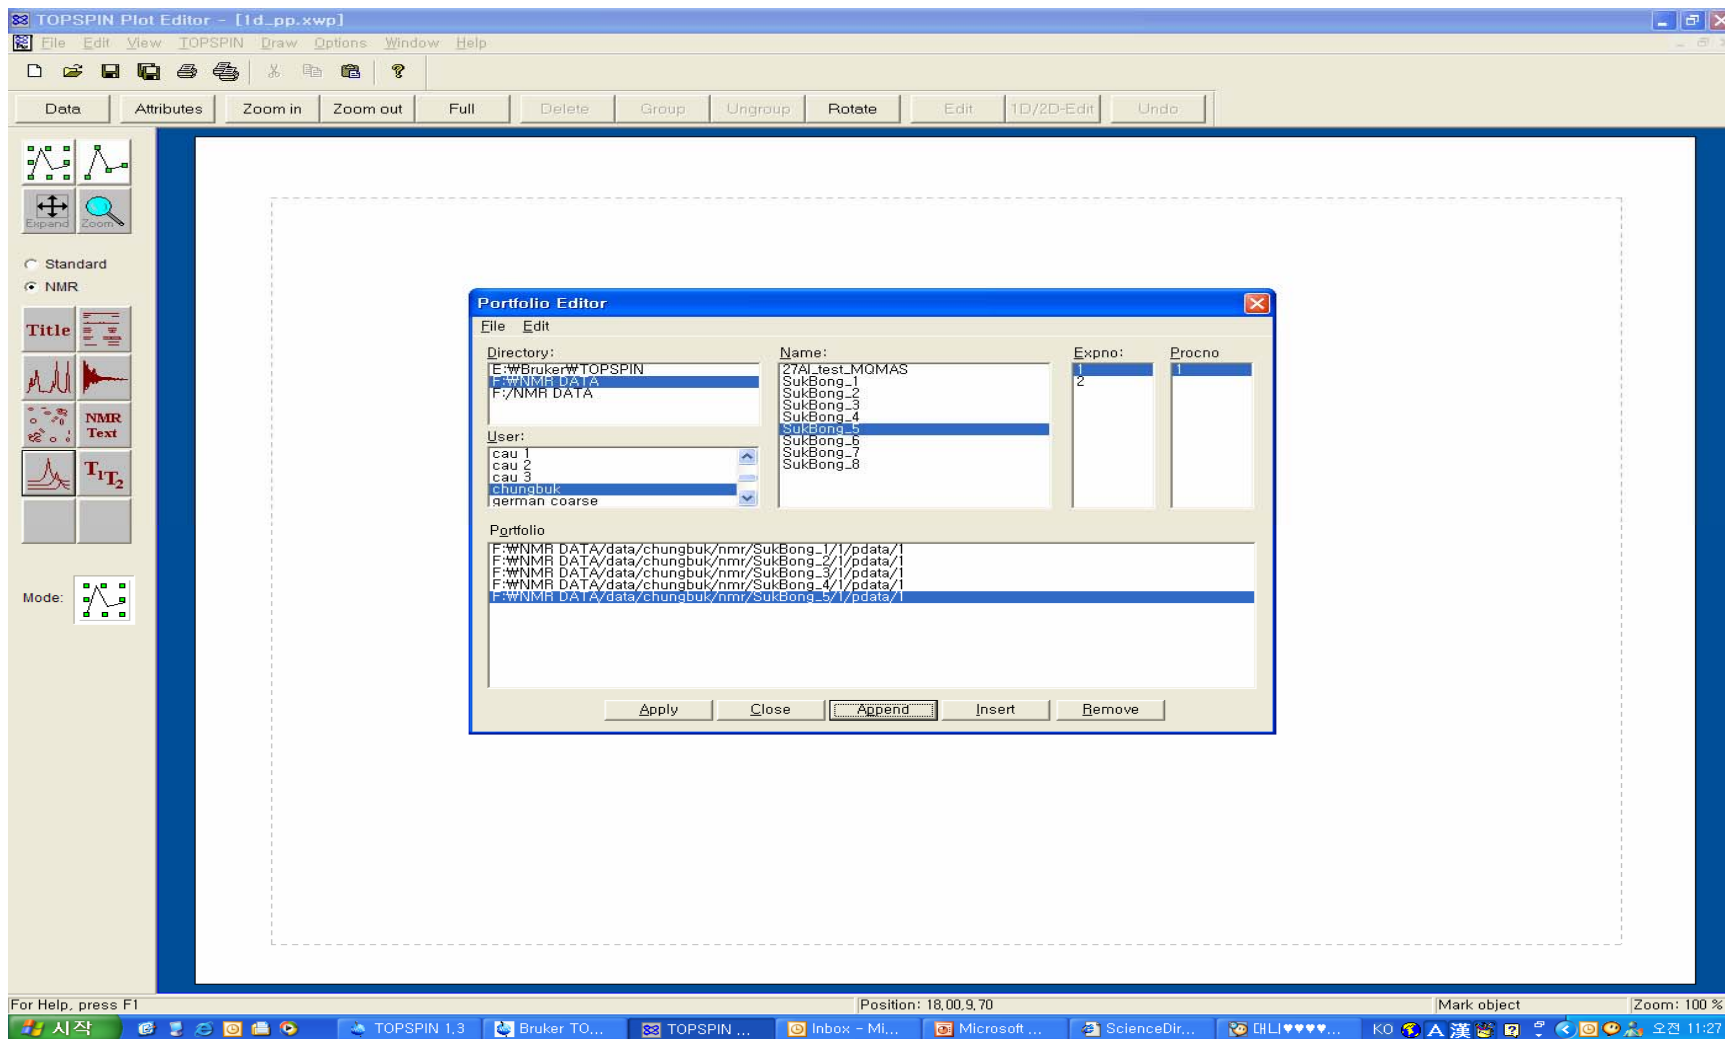 TOPSPIN Plot Editor - [1d_pp.xwp]
File Edit View TOPSPIN Draw Options Window Help
Data Attributes Zoom in Zoom out Full Delete Group Ungroup Rotate Edit 1D/2D-Edit Undo
Expand Zoom
Standard
NMR
Title
NMR Text
T1T2
Mode:
Portfolio Editor
File Edit
Directory:
E:₩Bruker₩TOPSPIN
F:₩NMR DATA
F:/NMR DATA
User:
cau 1
cau 2
cau 3
chungbuk
german coarse
Name:
27Al_test_MQMAS
SukBong_1
SukBong_2
SukBong_3
SukBong_4
SukBong_5
SukBong_6
SukBong_7
SukBong_8
Expno:
1
2
Procno
1
Portfolio
F:₩NMR DATA/data/chungbuk/nmr/SukBong_1/1/pdata/1
F:₩NMR DATA/data/chungbuk/nmr/SukBong_2/1/pdata/1
F:₩NMR DATA/data/chungbuk/nmr/SukBong_3/1/pdata/1
F:₩NMR DATA/data/chungbuk/nmr/SukBong_4/1/pdata/1
F:₩NMR DATA/data/chungbuk/nmr/SukBong_5/1/pdata/1
Apply Close Append Insert Remove
For Help, press F1 Position: 18,00,9,70 Mark object Zoom: 100 %
시작 TOPSPIN 1,3 Bruker TO... TOPSPIN ... Inbox - Mi... Microsoft ... ScienceDir... 대니♥♥♥♥... KO A 漢 오전 11:27